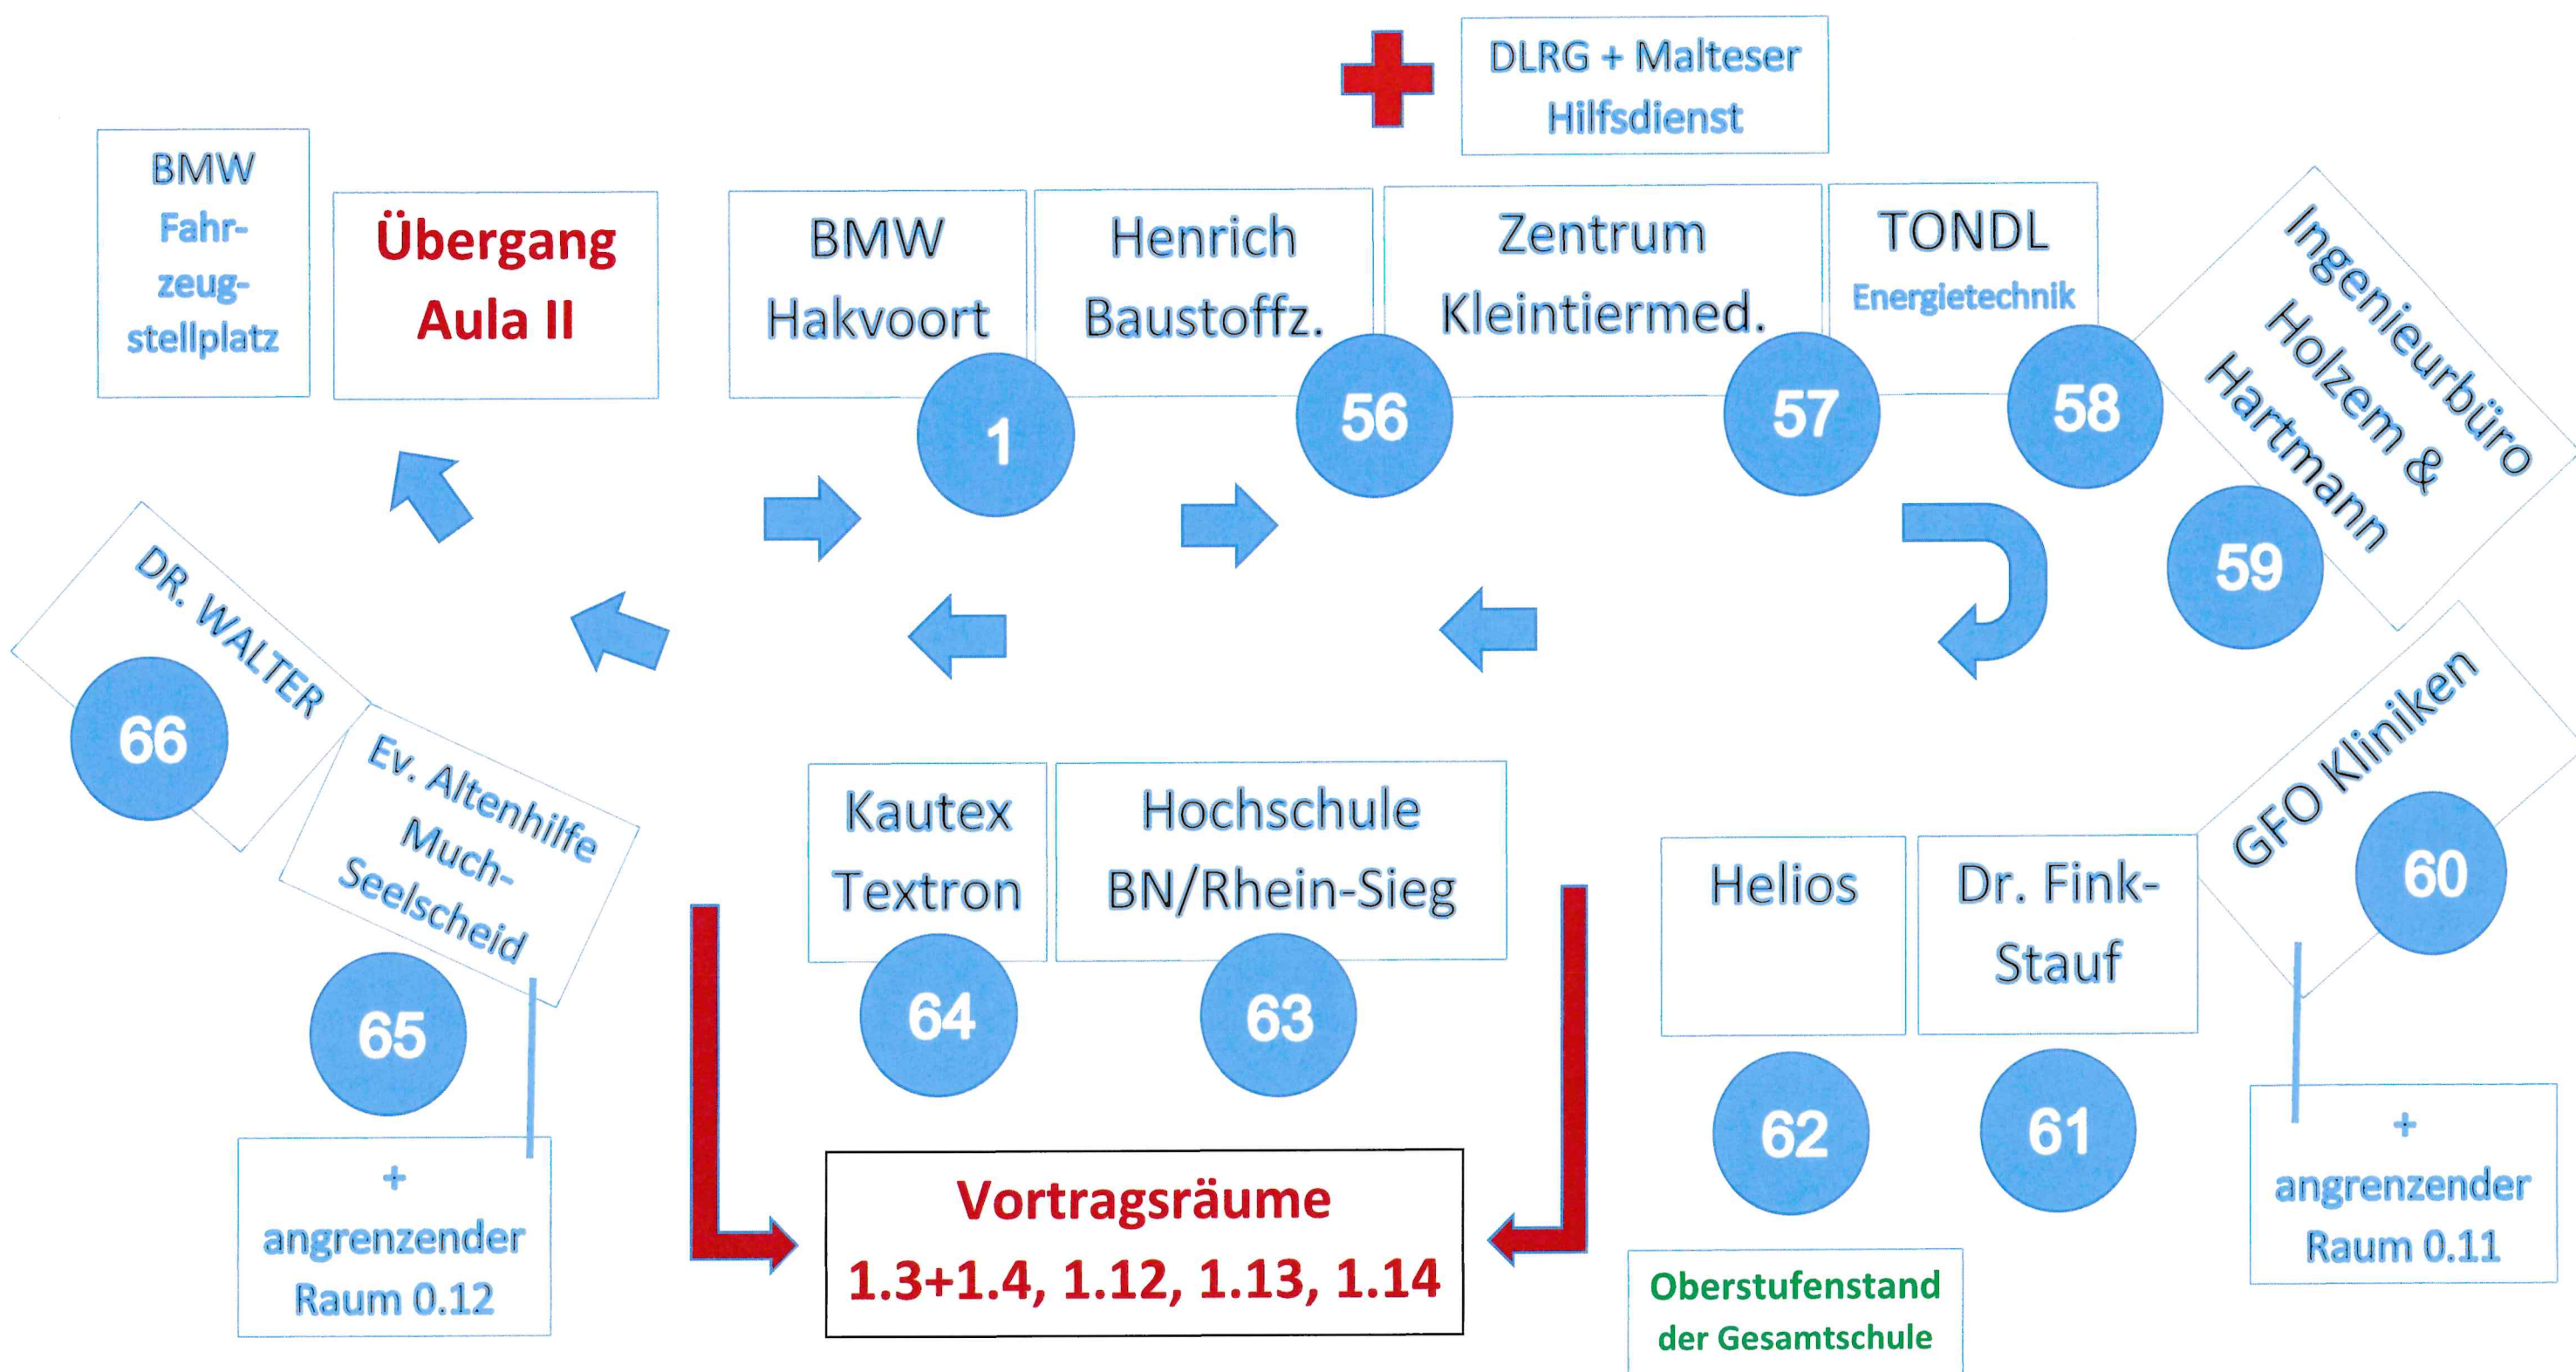 DLRG + Malteser
Hilfsdienst
BMW
Fahr-
zeug-
stellplatz
Übergang
Aula II
BMW
Hakvoort
1
Henrich
Baustoffz.
56
Zentrum
Kleintiermed.
57
TONDL
Energietechnik
58
Ingenieurbüro
Holzem &
Hartmann
59
DR. WALTER
66
Ev. Altenhilfe
Much-
Seelscheid
65
+
angrenzender
Raum 0.12
Kautex
Textron
64
Hochschule
BN/Rhein-Sieg
63
Vortragsräume
1.3+1.4, 1.12, 1.13, 1.14
Helios
62
Dr. Fink-
Stauf
61
GFO Kliniken
60
+
angrenzender
Raum 0.11
Oberstufenstand
der Gesamtschule